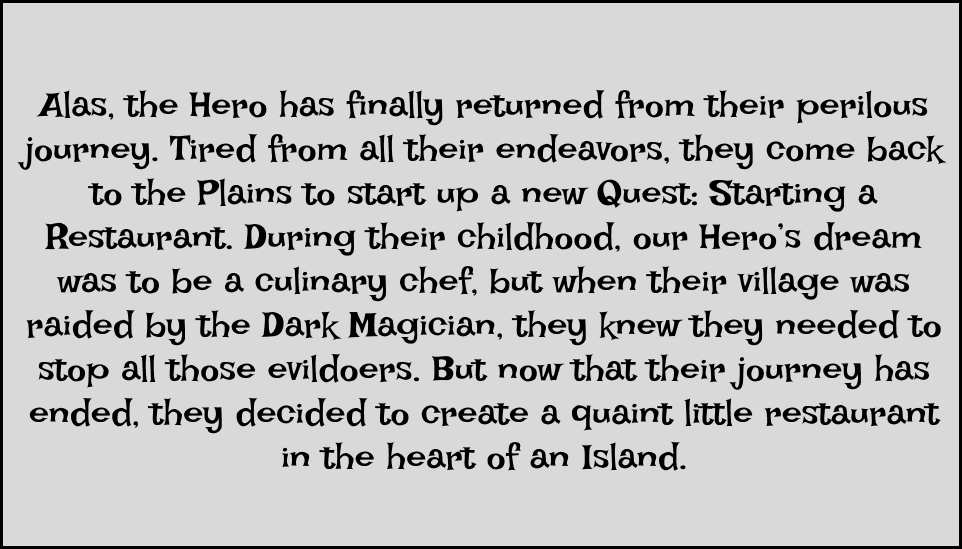 Alas, the Hero has finally returned from their perilous
journey. Tired from all their endeavors, they come back
to the Plains to start up a new Quest: Starting a
Restaurant. During their childhood, our Hero's dream
was to be a culinary chef, but when their village was
raided by the Dark Magician, they knew they needed to
stop all those evildoers. But now that their journey has
ended, they decided to create a quaint little restaurant
in the heart of an Island.